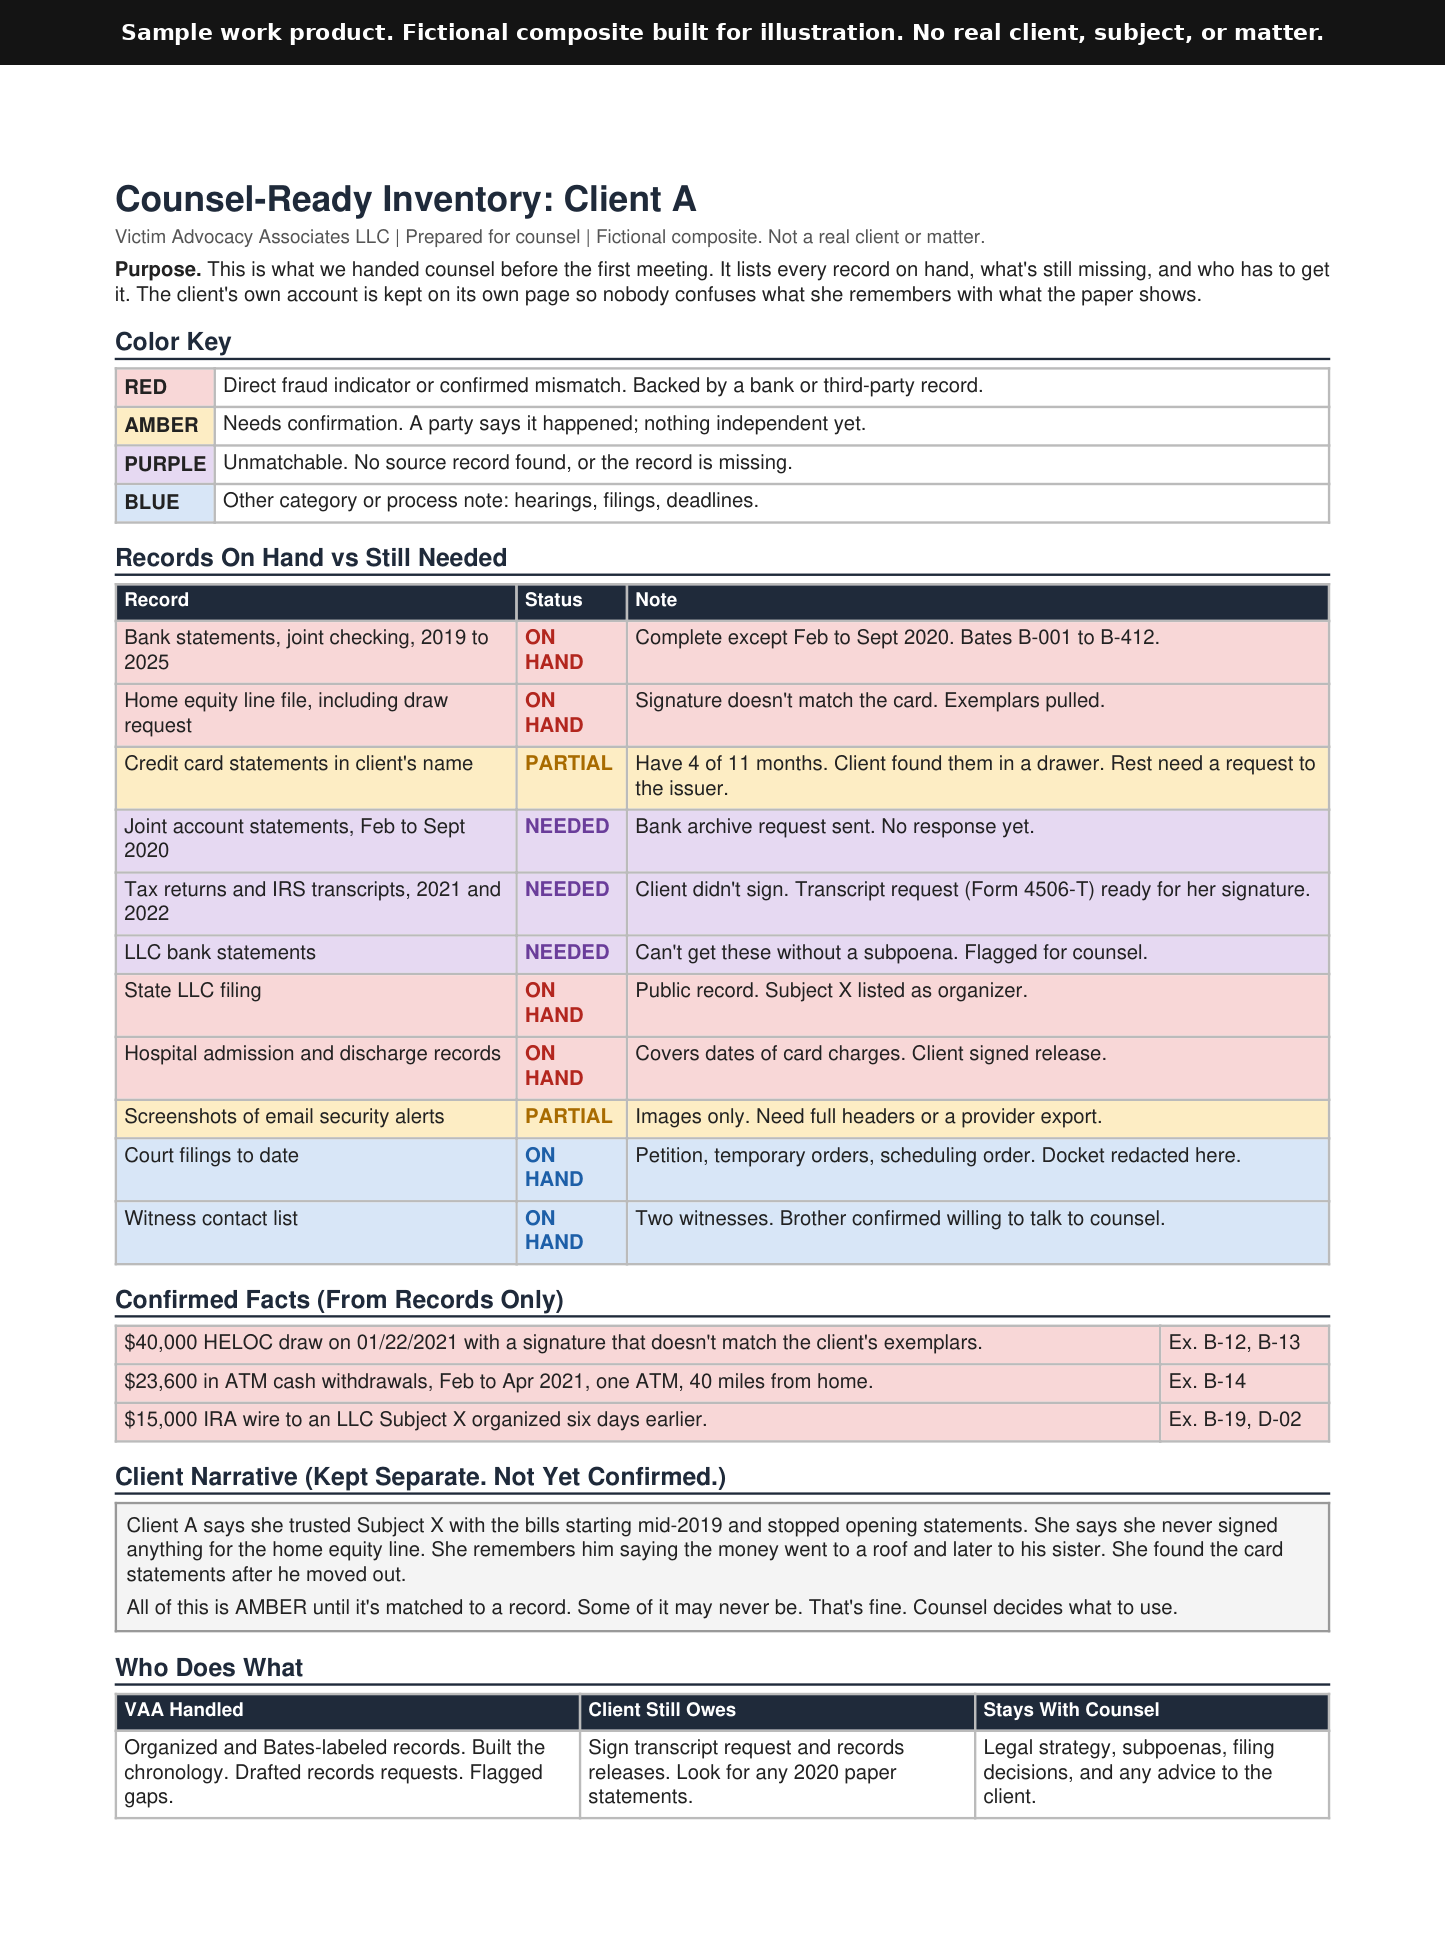 Sample work product. Fictional composite built for illustration. No real client, subject, or matter.
Counsel-Ready Inventory: Client A
Victim Advocacy Associates LLC | Prepared for counsel | Fictional composite. Not a real client or matter.
Purpose. This is what we handed counsel before the first meeting. It lists every record on hand, what's still missing, and who has to get
it. The client's own account is kept on its own page so nobody confuses what she remembers with what the paper shows.
Color Key
RED Direct fraud indicator or confirmed mismatch. Backed by a bank or third-party record.
AMBER Needs confirmation. A party says it happened; nothing independent yet.
PURPLE Unmatchable. No source record found, or the record is missing.
BLUE Other category or process note: hearings, filings, deadlines.
Records On Hand vs Still Needed
Record Status Note
Bank statements, joint checking, 2019 to ON Complete except Feb to Sept 2020. Bates B-001 to B-412.
2025 HAND
Home equity line file, including draw ON Signature doesn't match the card. Exemplars pulled.
request HAND
Credit card statements in client's name PARTIAL Have 4 of 11 months. Client found them in a drawer. Rest need a request to
the issuer.
Joint account statements, Feb to Sept NEEDED Bank archive request sent. No response yet.
2020
Tax returns and IRS transcripts, 2021 and NEEDED Client didn't sign. Transcript request (Form 4506-T) ready for her signature.
2022
LLC bank statements NEEDED Can't get these without a subpoena. Flagged for counsel.
State LLC filing ON Public record. Subject X listed as organizer.
HAND
Hospital admission and discharge records ON Covers dates of card charges. Client signed release.
HAND
Screenshots of email security alerts PARTIAL Images only. Need full headers or a provider export.
Court filings to date ON Petition, temporary orders, scheduling order. Docket redacted here.
HAND
Witness contact list ON Two witnesses. Brother confirmed willing to talk to counsel.
HAND
Confirmed Facts (From Records Only)
$40,000 HELOC draw on 01/22/2021 with a signature that doesn't match the client's exemplars. Ex. B-12, B-13
$23,600 in ATM cash withdrawals, Feb to Apr 2021, one ATM, 40 miles from home. Ex. B-14
$15,000 IRA wire to an LLC Subject X organized six days earlier. Ex. B-19, D-02
Client Narrative (Kept Separate. Not Yet Confirmed.)
Client A says she trusted Subject X with the bills starting mid-2019 and stopped opening statements. She says she never signed
anything for the home equity line. She remembers him saying the money went to a roof and later to his sister. She found the card
statements after he moved out.
All of this is AMBER until it's matched to a record. Some of it may never be. That's fine. Counsel decides what to use.
Who Does What
VAA Handled Client Still Owes Stays With Counsel
Organized and Bates-labeled records. Built the Sign transcript request and records Legal strategy, subpoenas, filing
chronology. Drafted records requests. Flagged releases. Look for any 2020 paper decisions, and any advice to the
gaps. statements. client.